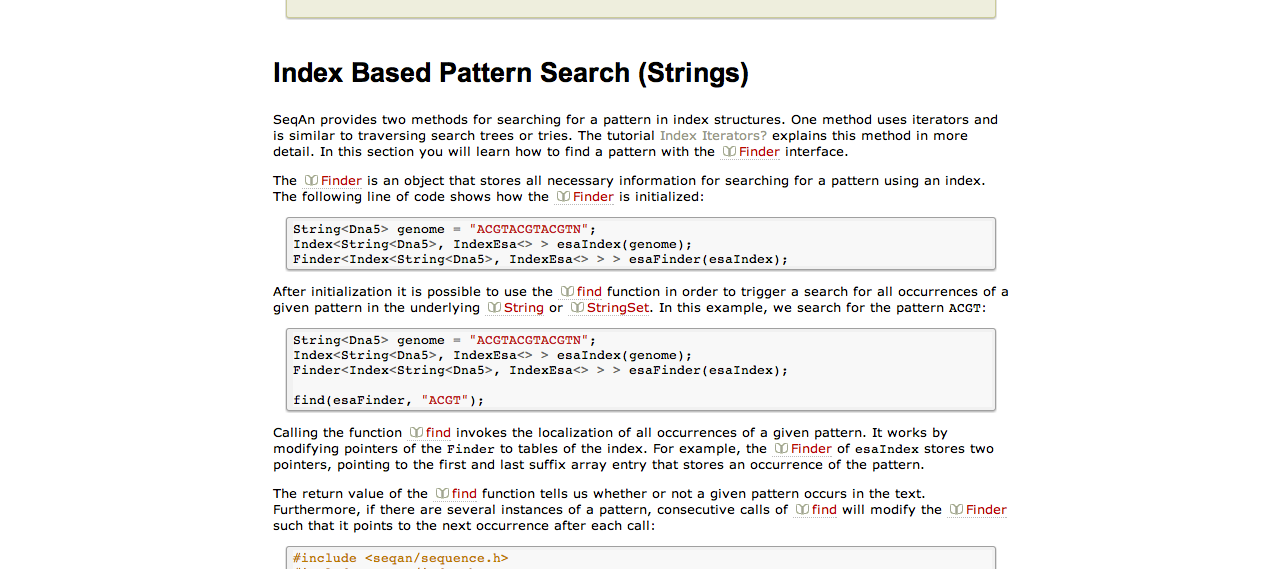 Index Based Pattern Search (Strings)
SeqAn provides two methods for searching for a pattern in index structures. One method uses iterators and
is similar to traversing search trees or tries. The tutorial Index Iterators? explains this method in more
detail. In this section you will learn how to find a pattern with the Finder interface.
The Finder is an object that stores all necessary information for searching for a pattern using an index.
The following line of code shows how the Finder is initialized:
String<Dna5> genome = "ACGTACGTACGTN";
Index<String<Dna5>, IndexEsa<> > esaIndex(genome);
Finder<Index<String<Dna5>, IndexEsa<> > > esaFinder(esaIndex);
After initialization it is possible to use the find function in order to trigger a search for all occurrences of a
given pattern in the underlying String or StringSet. In this example, we search for the pattern ACGT:
String<Dna5> genome = "ACGTACGTACGTN";
Index<String<Dna5>, IndexEsa<> > esaIndex(genome);
Finder<Index<String<Dna5>, IndexEsa<> > > esaFinder(esaIndex);
find(esaFinder, "ACGT");
Calling the function find invokes the localization of all occurrences of a given pattern. It works by
modifying pointers of the Finder to tables of the index. For example, the Finder of esaIndex stores two
pointers, pointing to the first and last suffix array entry that stores an occurrence of the pattern.
The return value of the find function tells us whether or not a given pattern occurs in the text.
Furthermore, if there are several instances of a pattern, consecutive calls of find will modify the Finder
such that it points to the next occurrence after each call:
#include <seqan/sequence.h>